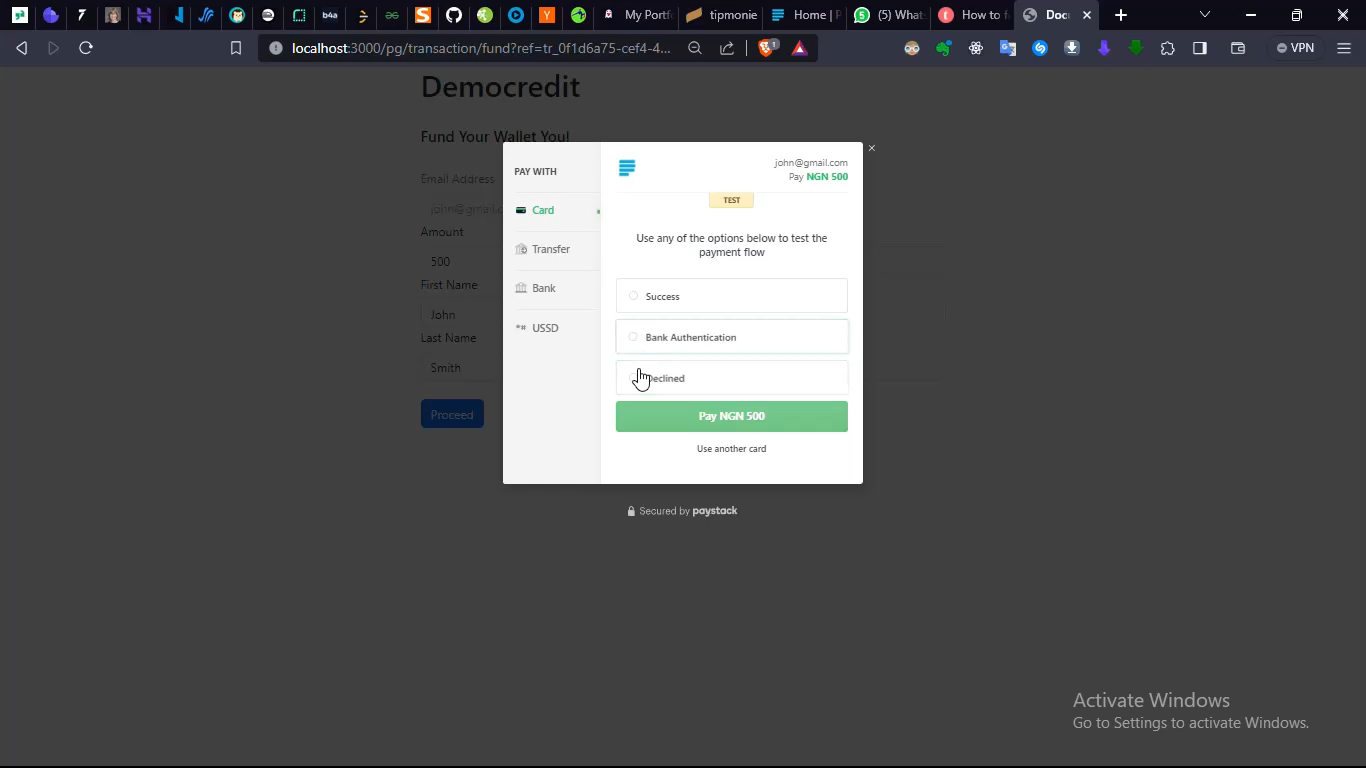 b4a
My Portf
tipmonie
Home | P
(5) What
How to f
Doc
localhost:3000/pg/transaction/fund?ref=tr_0f1d6a75-cef4-4...
1
VPN
Democredit
Fund Your Wallet You!
Email Address
john@gmail.c
Amount
500
First Name
John
Last Name
Smith
Proceed
PAY WITH
Card
Transfer
Bank
*# USSD
john@gmail.com
Pay NGN 500
TEST
Use any of the options below to test the
payment flow
Success
Bank Authentication
Declined
Pay NGN 500
Use another card
Secured by paystack
Activate Windows
Go to Settings to activate Windows.